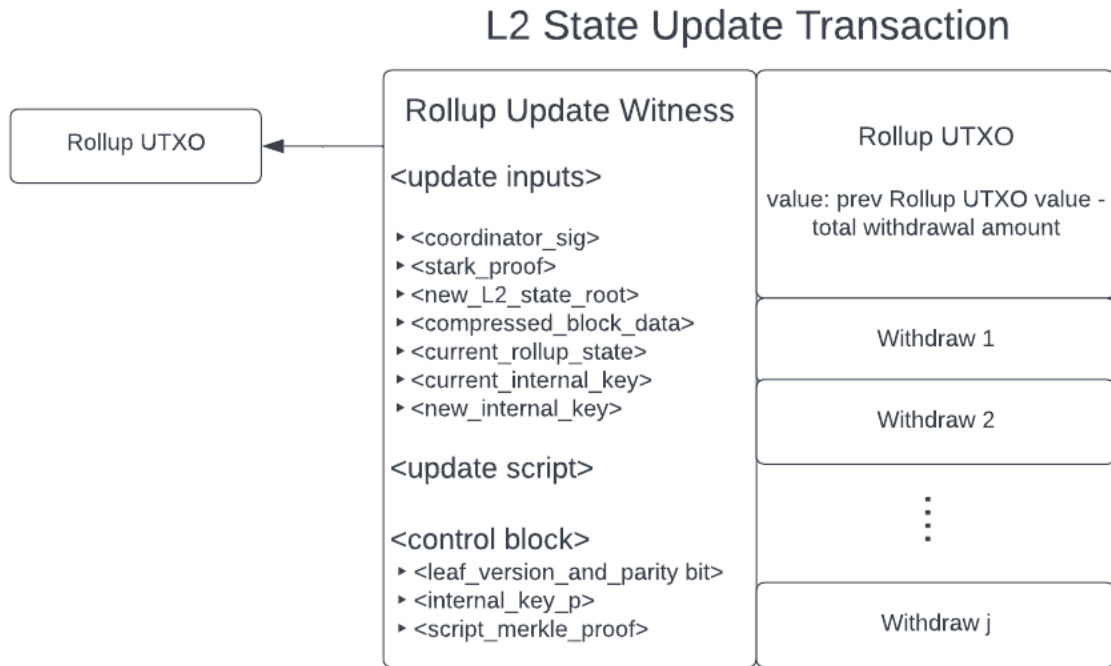 L2 State Update Transaction
Rollup UTXO
Rollup Update Witness
<update inputs>
‣ <coordinator_sig>
‣ <stark_proof>
‣ <new_L2_state_root>
‣ <compressed_block_data>
‣ <current_rollup_state>
‣ <current_internal_key>
‣ <new_internal_key>
<update script>
<control block>
‣ <leaf_version_and_parity bit>
‣ <internal_key_p>
‣ <script_merkle_proof>
Rollup UTXO
value: prev Rollup UTXO value -
total withdrawal amount
Withdraw 1
Withdraw 2
Withdraw j